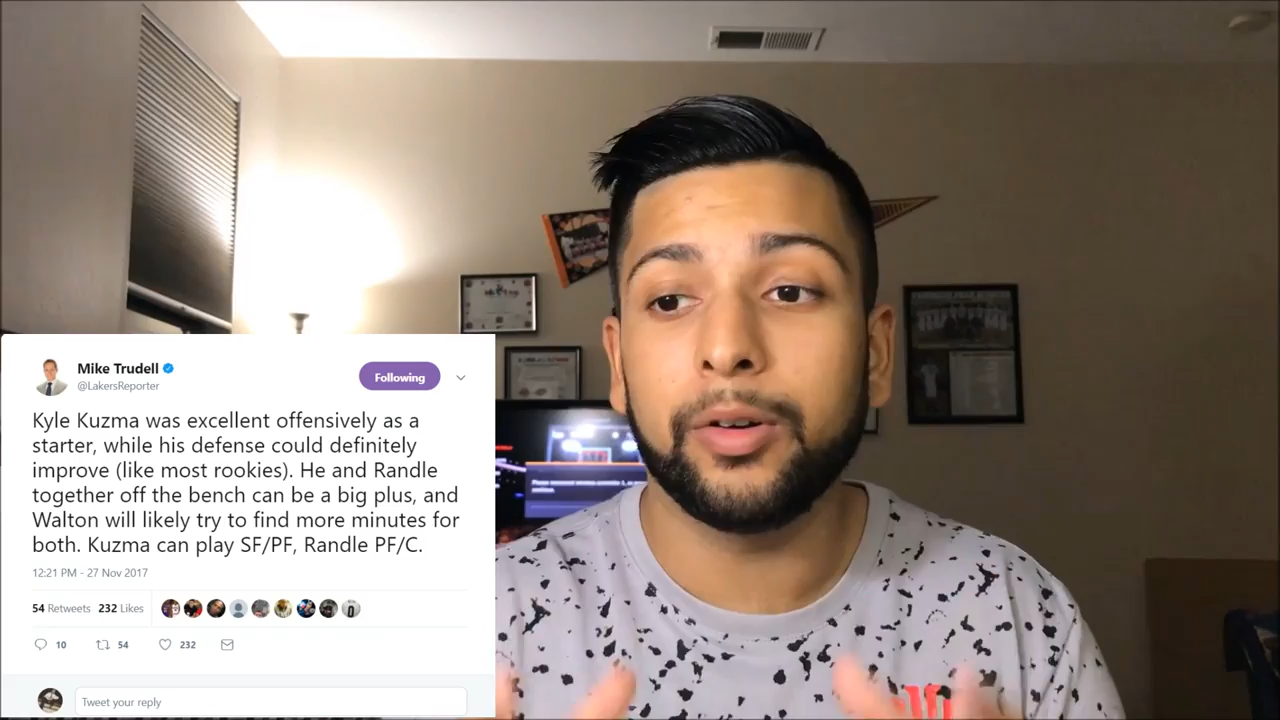 Mike Trudell
@LakersReporter
Following
Kyle Kuzma was excellent offensively as a
starter, while his defense could definitely
improve (like most rookies). He and Randle
together off the bench can be a big plus, and
Walton will likely try to find more minutes for
both. Kuzma can play SF/PF, Randle PF/C.
12:21 PM - 27 Nov 2017
54 Retweets 232 Likes
10 54 232
Tweet your reply